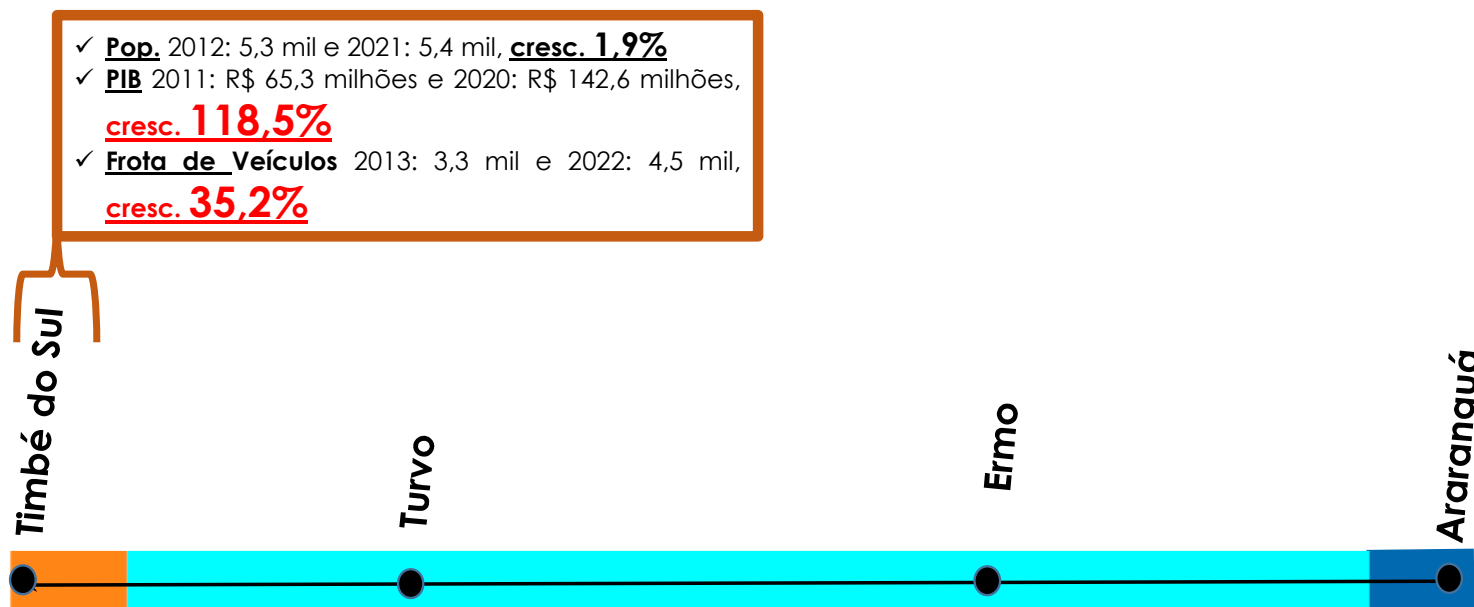 ✓ Pop. 2012: 5,3 mil e 2021: 5,4 mil, cresc. 1,9%
✓ PIB 2011: R$ 65,3 milhões e 2020: R$ 142,6 milhões,
cresc. 118,5%
✓ Frota de Veículos 2013: 3,3 mil e 2022: 4,5 mil,
cresc. 35,2%
Timbé do Sul
Turvo
Ermo
Araranguá